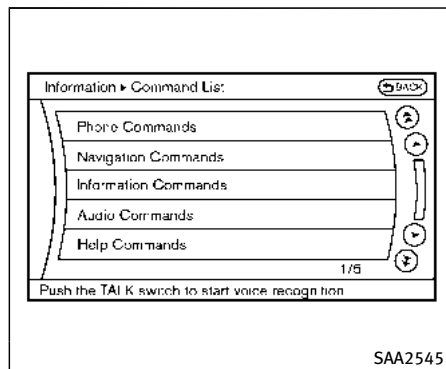 Information ▸ Command List
BACK
Phone Commands
Navigation Commands
Information Commands
Audio Commands
Help Commands
1/5
Push the TALK switch to start voice recognition
SAA2545